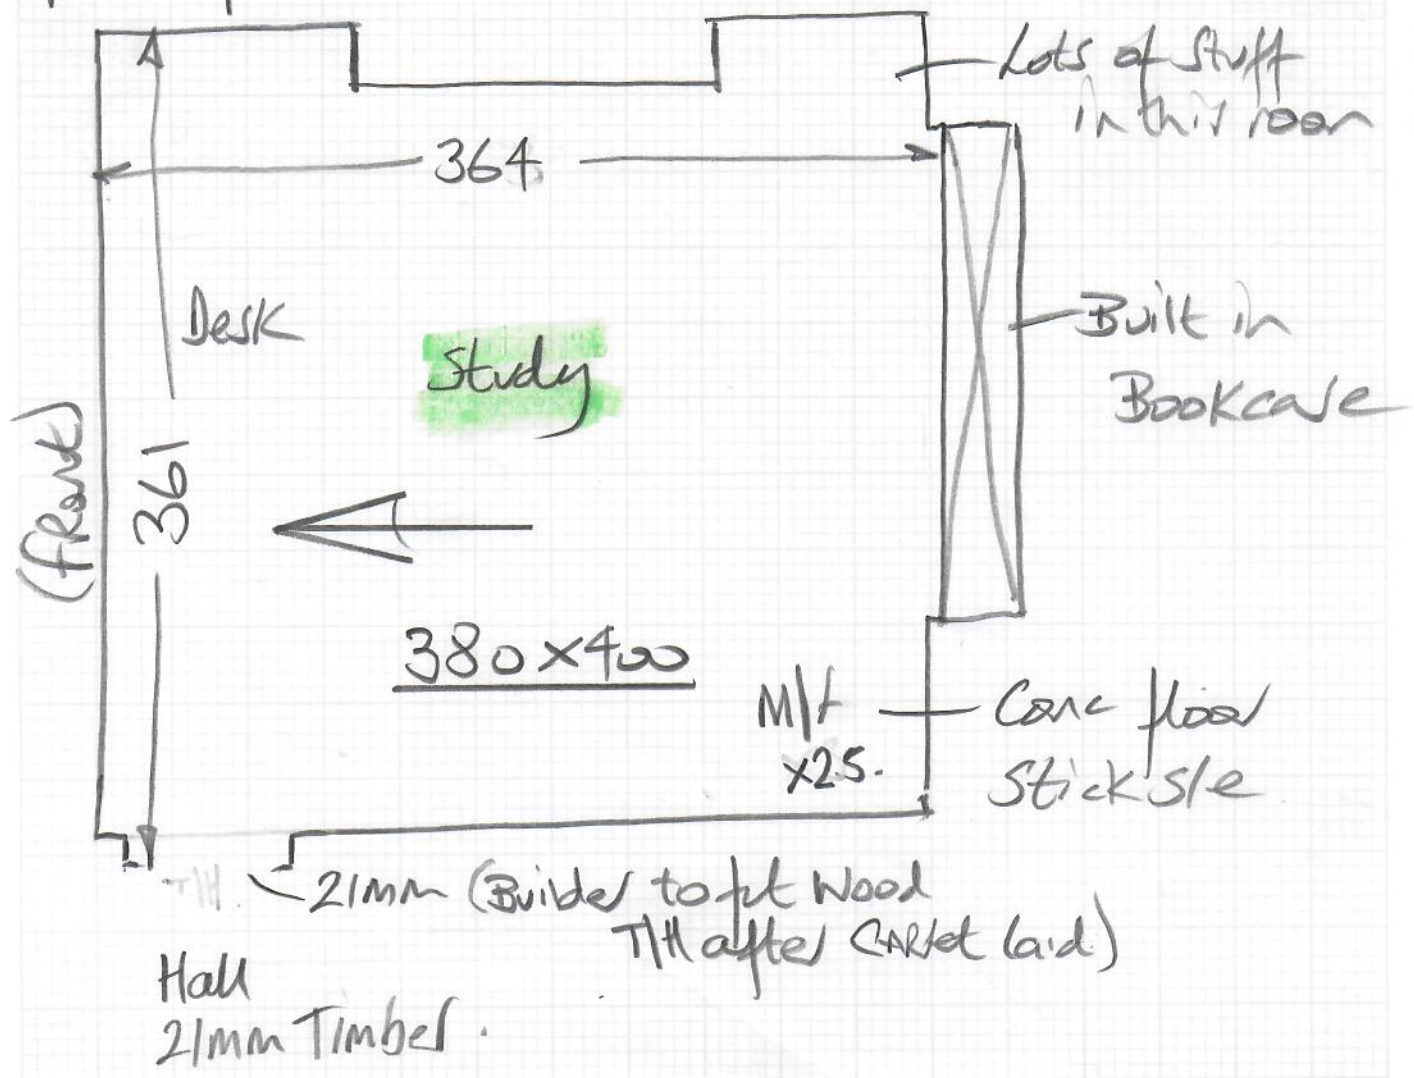 Lots of Stuff
in this room
364
Desk
Study
Built in
Bookcase
(front)
361
380x400
M/F
x25.
Conc floor
Stick s/e
T/H
21mm (Builder to fit Wood
T/H after CARPet laid)
Hall
21mm Timber.